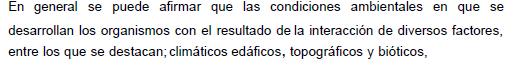 En general se puede afirmar que las condiciones ambientales en que se
desarrollan los organismos con el resultado de la interacción de diversos factores,
entre los que se destacan; climáticos edáficos, topográficos y bióticos,